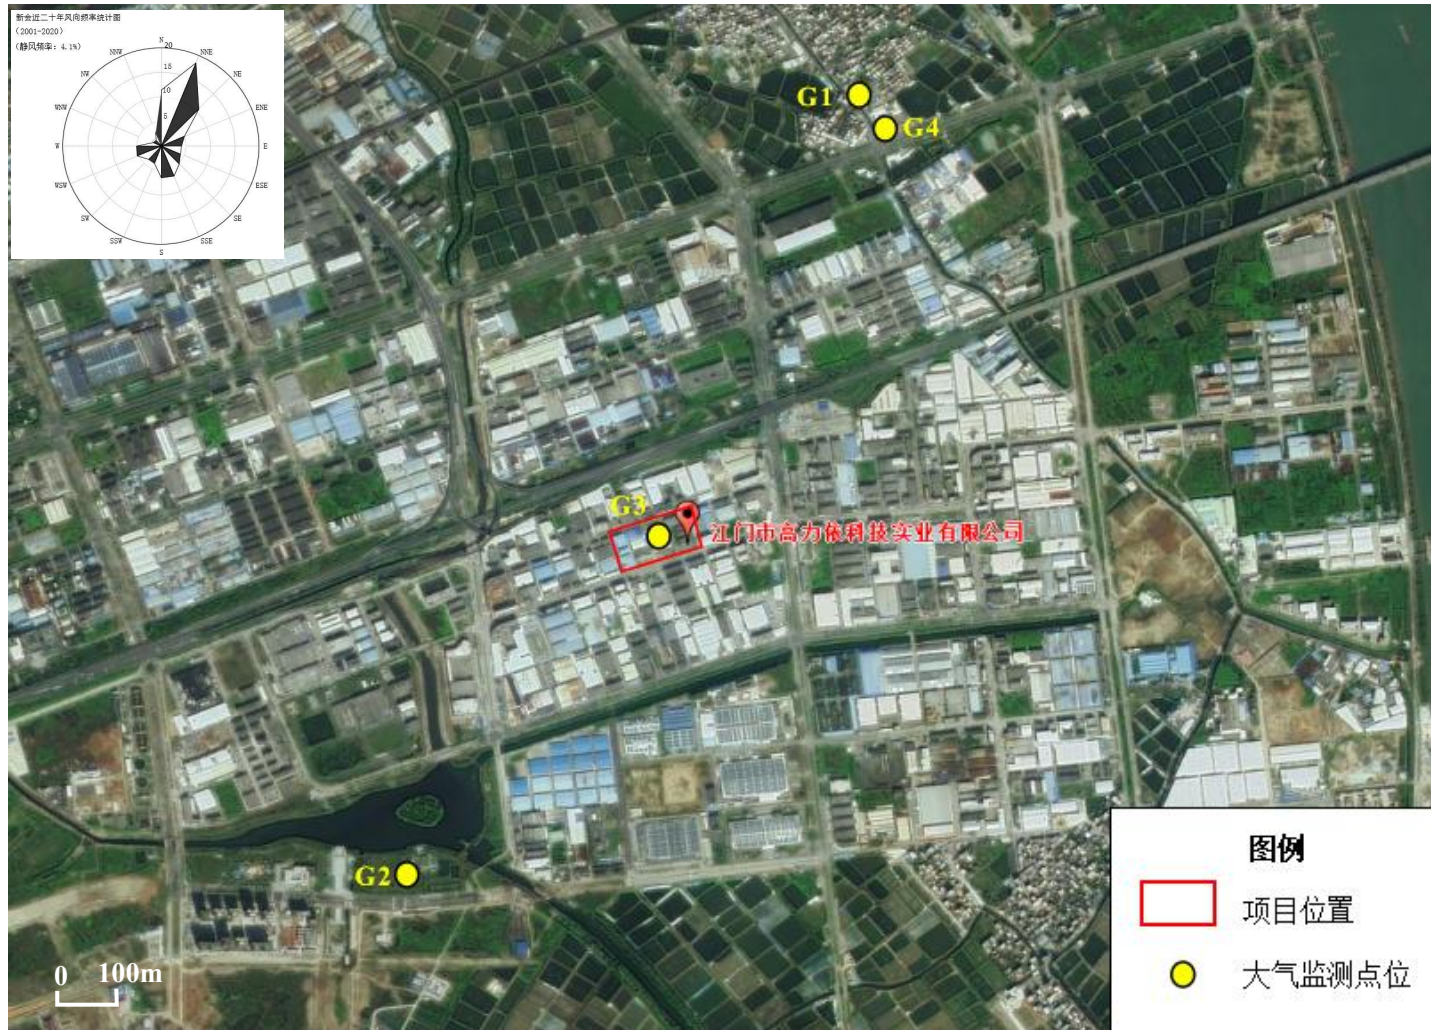 新会近二十年风向频率统计图
(2001-2020)
(静风频率: 4.1%)
N
NNE
NE
ENE
E
ESE
SE
SSE
S
SSW
SW
WSW
W
WNW
NW
NNW
20
15
10
5
G1
G4
G3
江门市高力依科技实业有限公司
G2
0 100m
图例
项目位置
大气监测点位